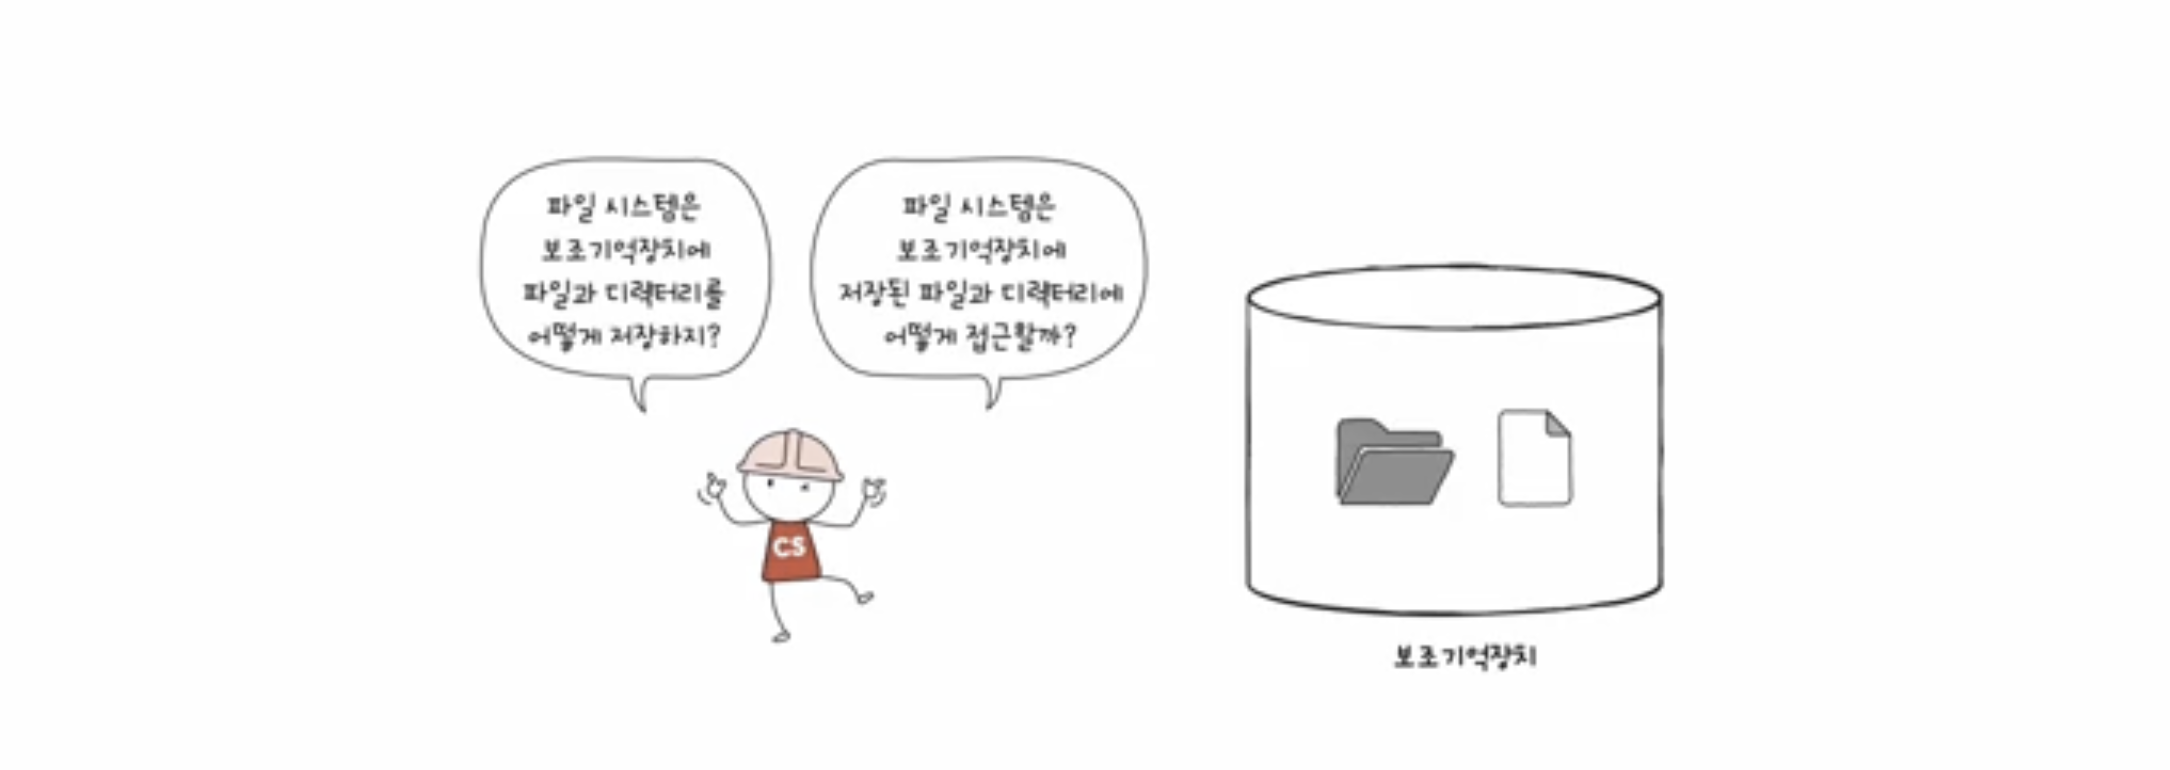 파일 시스템은
보조기억장치에
파일과 디렉터리를
어떻게 저장하지?
파일 시스템은
보조기억장치에
저장된 파일과 디렉터리에
어떻게 접근할까?
CS
보조기억장치